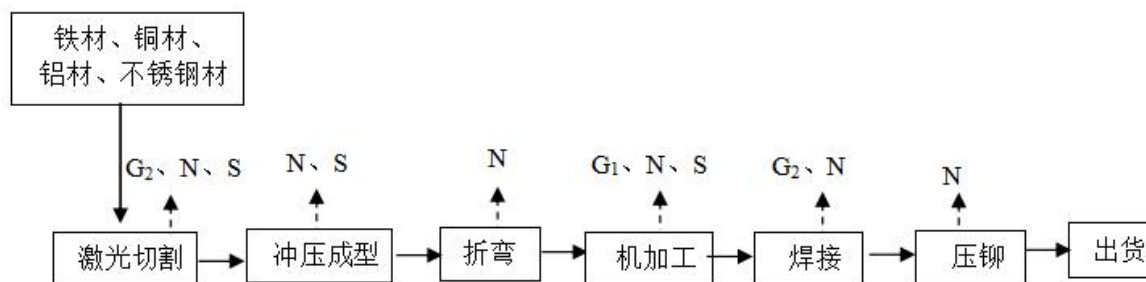 铁材、铜材、
铝材、不锈钢材
G₂、N、S
N、S
N
G₁、N、S
G₂、N
N
激光切割
冲压成型
折弯
机加工
焊接
压铆
出货